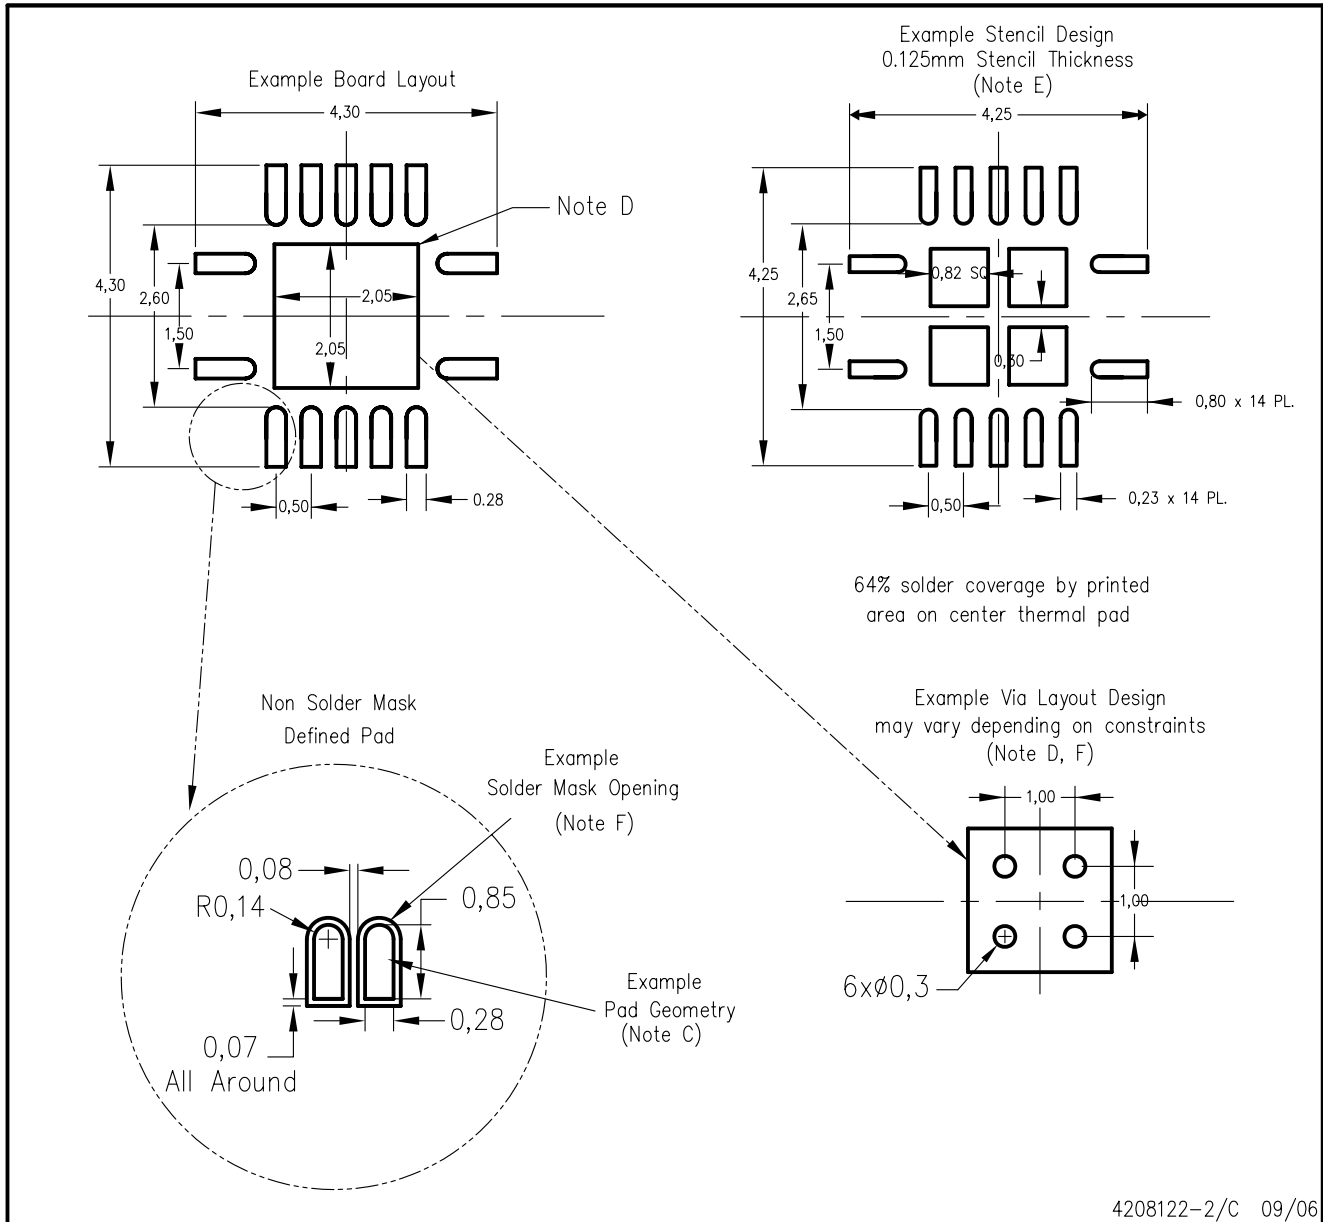 Example Board Layout
4,30
4,30
2,60
1,50
2,05
2,05
Note D
0,50
0.28
Example Stencil Design
0.125mm Stencil Thickness
(Note E)
4,25
4,25
2,65
1,50
0,82 SQ
0,30
0,80 x 14 PL.
0,50
0,23 x 14 PL.
64% solder coverage by printed
area on center thermal pad
Non Solder Mask
Defined Pad
Example
Solder Mask Opening
(Note F)
0,08
R0,14
0,85
Example
Pad Geometry
(Note C)
0,28
0,07
All Around
Example Via Layout Design
may vary depending on constraints
(Note D, F)
1,00
1,00
6xø0,3
4208122-2/C 09/06